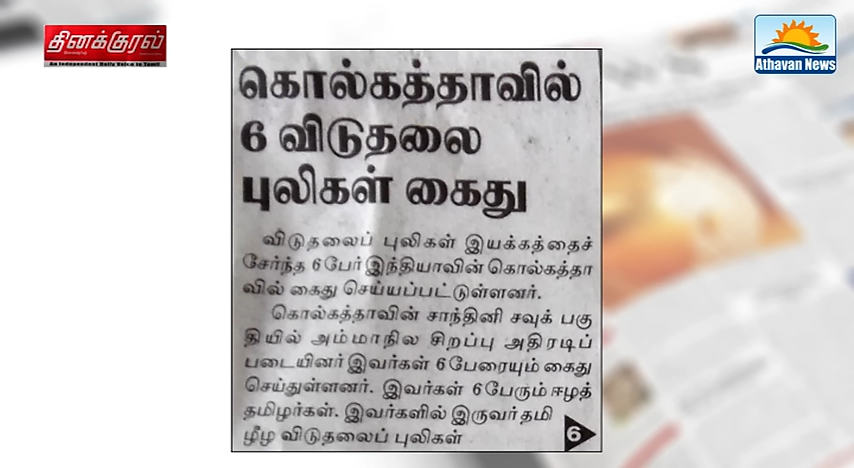 தினக்குரல்
An Independent Daily Voice to Tamil
Athavan News
கொல்கத்தாவில்
6 விடுதலை
புலிகள் கைது
விடுதலைப் புலிகள் இயக்கத்தைச்
சேர்ந்த 6 பேர் இந்தியாவின் கொல்கத்தா
வில் கைது செய்யப்பட்டுள்ளனர்.
கொல்கத்தாவின் சாந்தினி சவுக் பகு
தியில் அம்மாநில சிறப்பு அதிரடிப்
படையினர் இவர்கள் 6 பேரையும் கைது
செய்துள்ளனர். இவர்கள் 6 பேரும் ஈழத்
தமிழர்கள். இவர்களில் இருவர் தமி
ழீழ விடுதலைப் புலிகள்
6